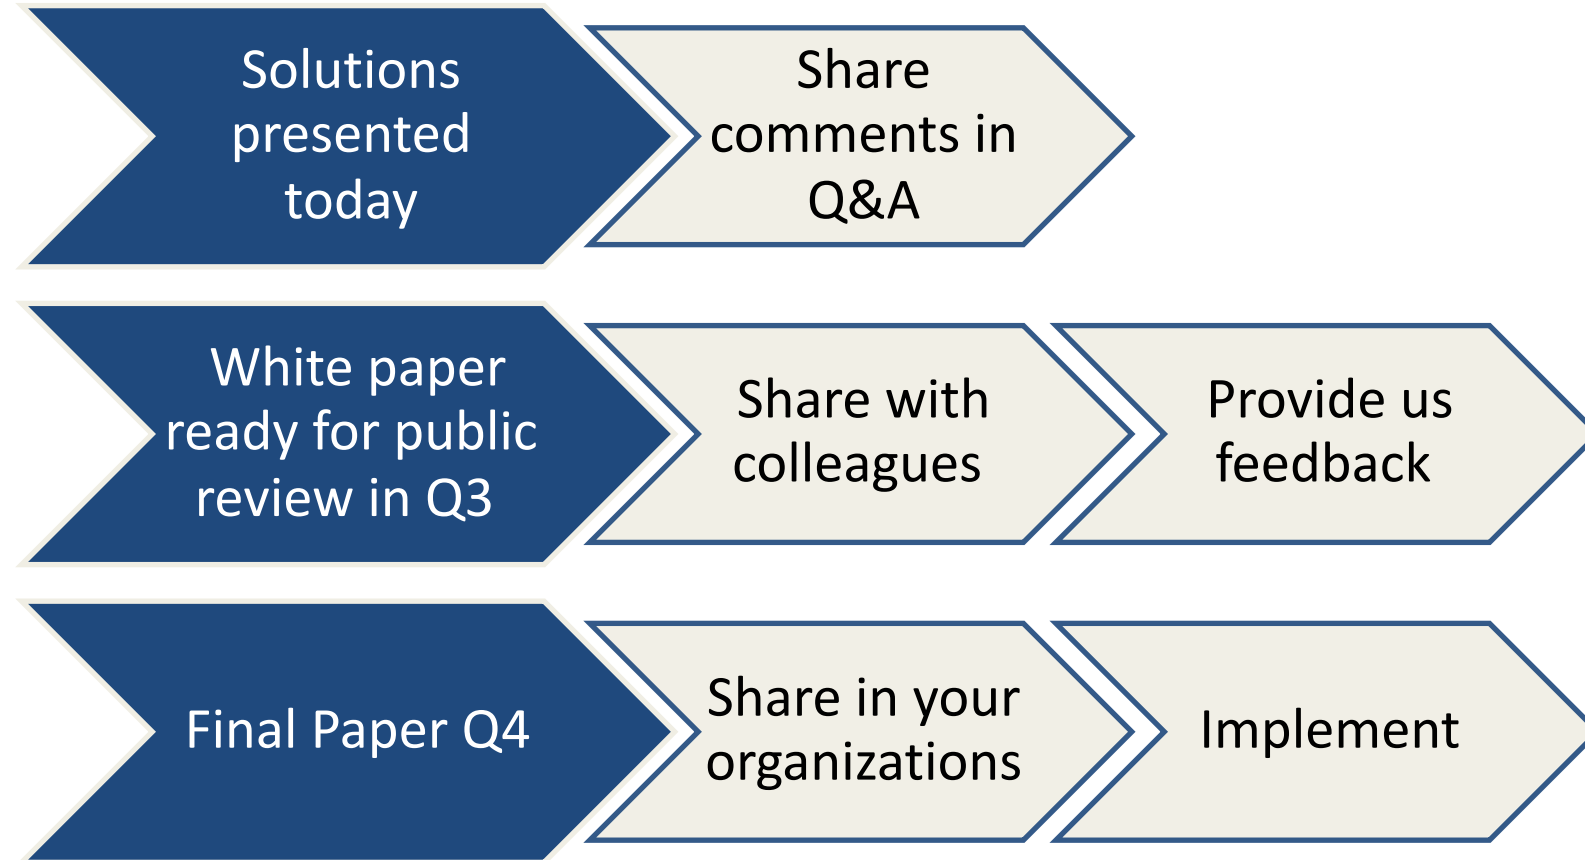 Solutions
presented
today
Share
comments in
Q&A
White paper
ready for public
review in Q3
Share with
colleagues
Provide us
feedback
Final Paper Q4
Share in your
organizations
Implement